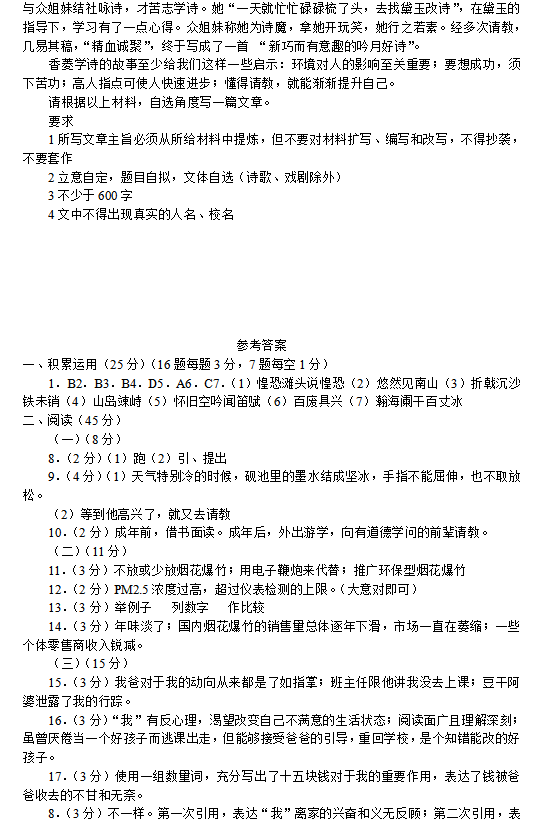 与众姐妹结社咏诗，才苦志学诗。她“一天就忙忙碌碌梳了头，去找黛玉改诗”，在黛玉的
指导下，学习有了一点心得。众姐妹称她为诗魔，拿她开玩笑，她行之若素。经多次请教，
几易其稿，“精血诚聚”，终于写成了一首 “新巧而有意趣的吟月好诗”。
香菱学诗的故事至少给我们这样一些启示：环境对人的影响至关重要；要想成功，须
下苦功；高人指点可使人快速进步；懂得请教，就能渐渐提升自己。
请根据以上材料，自选角度写一篇文章。
要求
1 所写文章主旨必须从所给材料中提炼，但不要对材料扩写、编写和改写，不得抄袭，
不要套作
2 立意自定，题目自拟，文体自选（诗歌、戏剧除外）
3 不少于 600 字
4 文中不得出现真实的人名、校名
参考答案
一、积累运用（25 分）（16 题每题 3 分，7 题每空 1 分）
1．B2．B3．B4．D5．A6．C7．（1）惶恐滩头说惶恐（2）悠然见南山（3）折戟沉沙
铁未销（4）山岛竦峙（5）怀旧空吟闻笛赋（6）百废具兴（7）瀚海阑干百丈冰
二、阅读（45 分）
（一）（8 分）
8．（2 分）（1）跑（2）引、提出
9．（4 分）（1）天气特别冷的时候，砚池里的墨水结成坚冰，手指不能屈伸，也不敢放
松。
（2）等到他高兴了，就又去请教
10．（2 分）成年前，借书面读。成年后，外出游学，向有道德学问的前辈请教。
（二）（11 分）
11．（3 分）不放或少放烟花爆竹；用电子鞭炮来代替；推广环保型烟花爆竹
12．（2 分）PM2.5 浓度过高，超过仪表检测的上限。（大意对即可）
13．（3 分）举例子 列数字 作比较
14．（3 分）年味淡了；国内烟花爆竹的销售量总体逐年下滑，市场一直在萎缩；一些
个体零售商收入锐减。
（三）（15 分）
15．（3 分）我爸对于我的动向从来都是了如指掌；班主任限他讲我没去上课；豆干阿
婆泄露了我的行踪。
16．（3 分）“我”有反心理，渴望改变自己不满意的生活状态；阅读面广且理解深刻；
虽曾厌倦当一个好孩子而逃课出走，但能够接受爸爸的引导，重回学校，是个知错能改的好
孩子。
17．（3 分）使用一组数量词，充分写出了十五块钱对于我的重要作用，表达了钱被爸
爸收去的不甘和无奈。
8．（3 分）不一样。第一次引用，表达“我”离家的兴奋和义无反顾；第二次引用，表